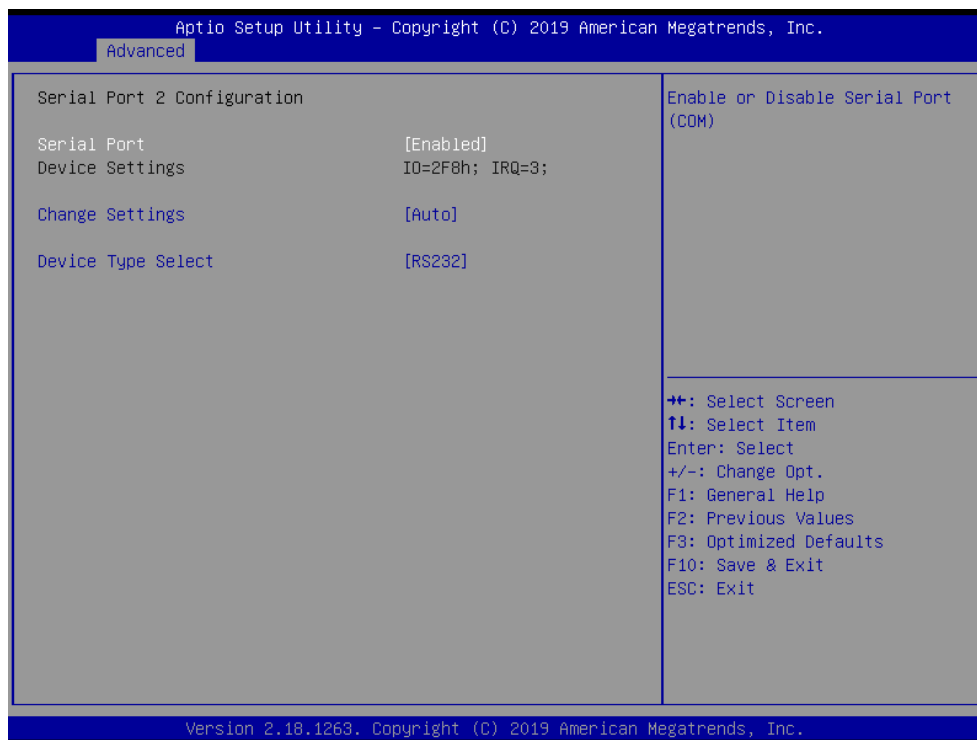 Aptio Setup Utility – Copyright (C) 2019 American Megatrends, Inc.
Advanced
Serial Port 2 Configuration
Serial Port [Enabled]
Device Settings IO=2F8h; IRQ=3;
Change Settings [Auto]
Device Type Select [RS232]
Enable or Disable Serial Port
(COM)
→←: Select Screen
↑↓: Select Item
Enter: Select
+/-: Change Opt.
F1: General Help
F2: Previous Values
F3: Optimized Defaults
F10: Save & Exit
ESC: Exit
Version 2.18.1263. Copyright (C) 2019 American Megatrends, Inc.